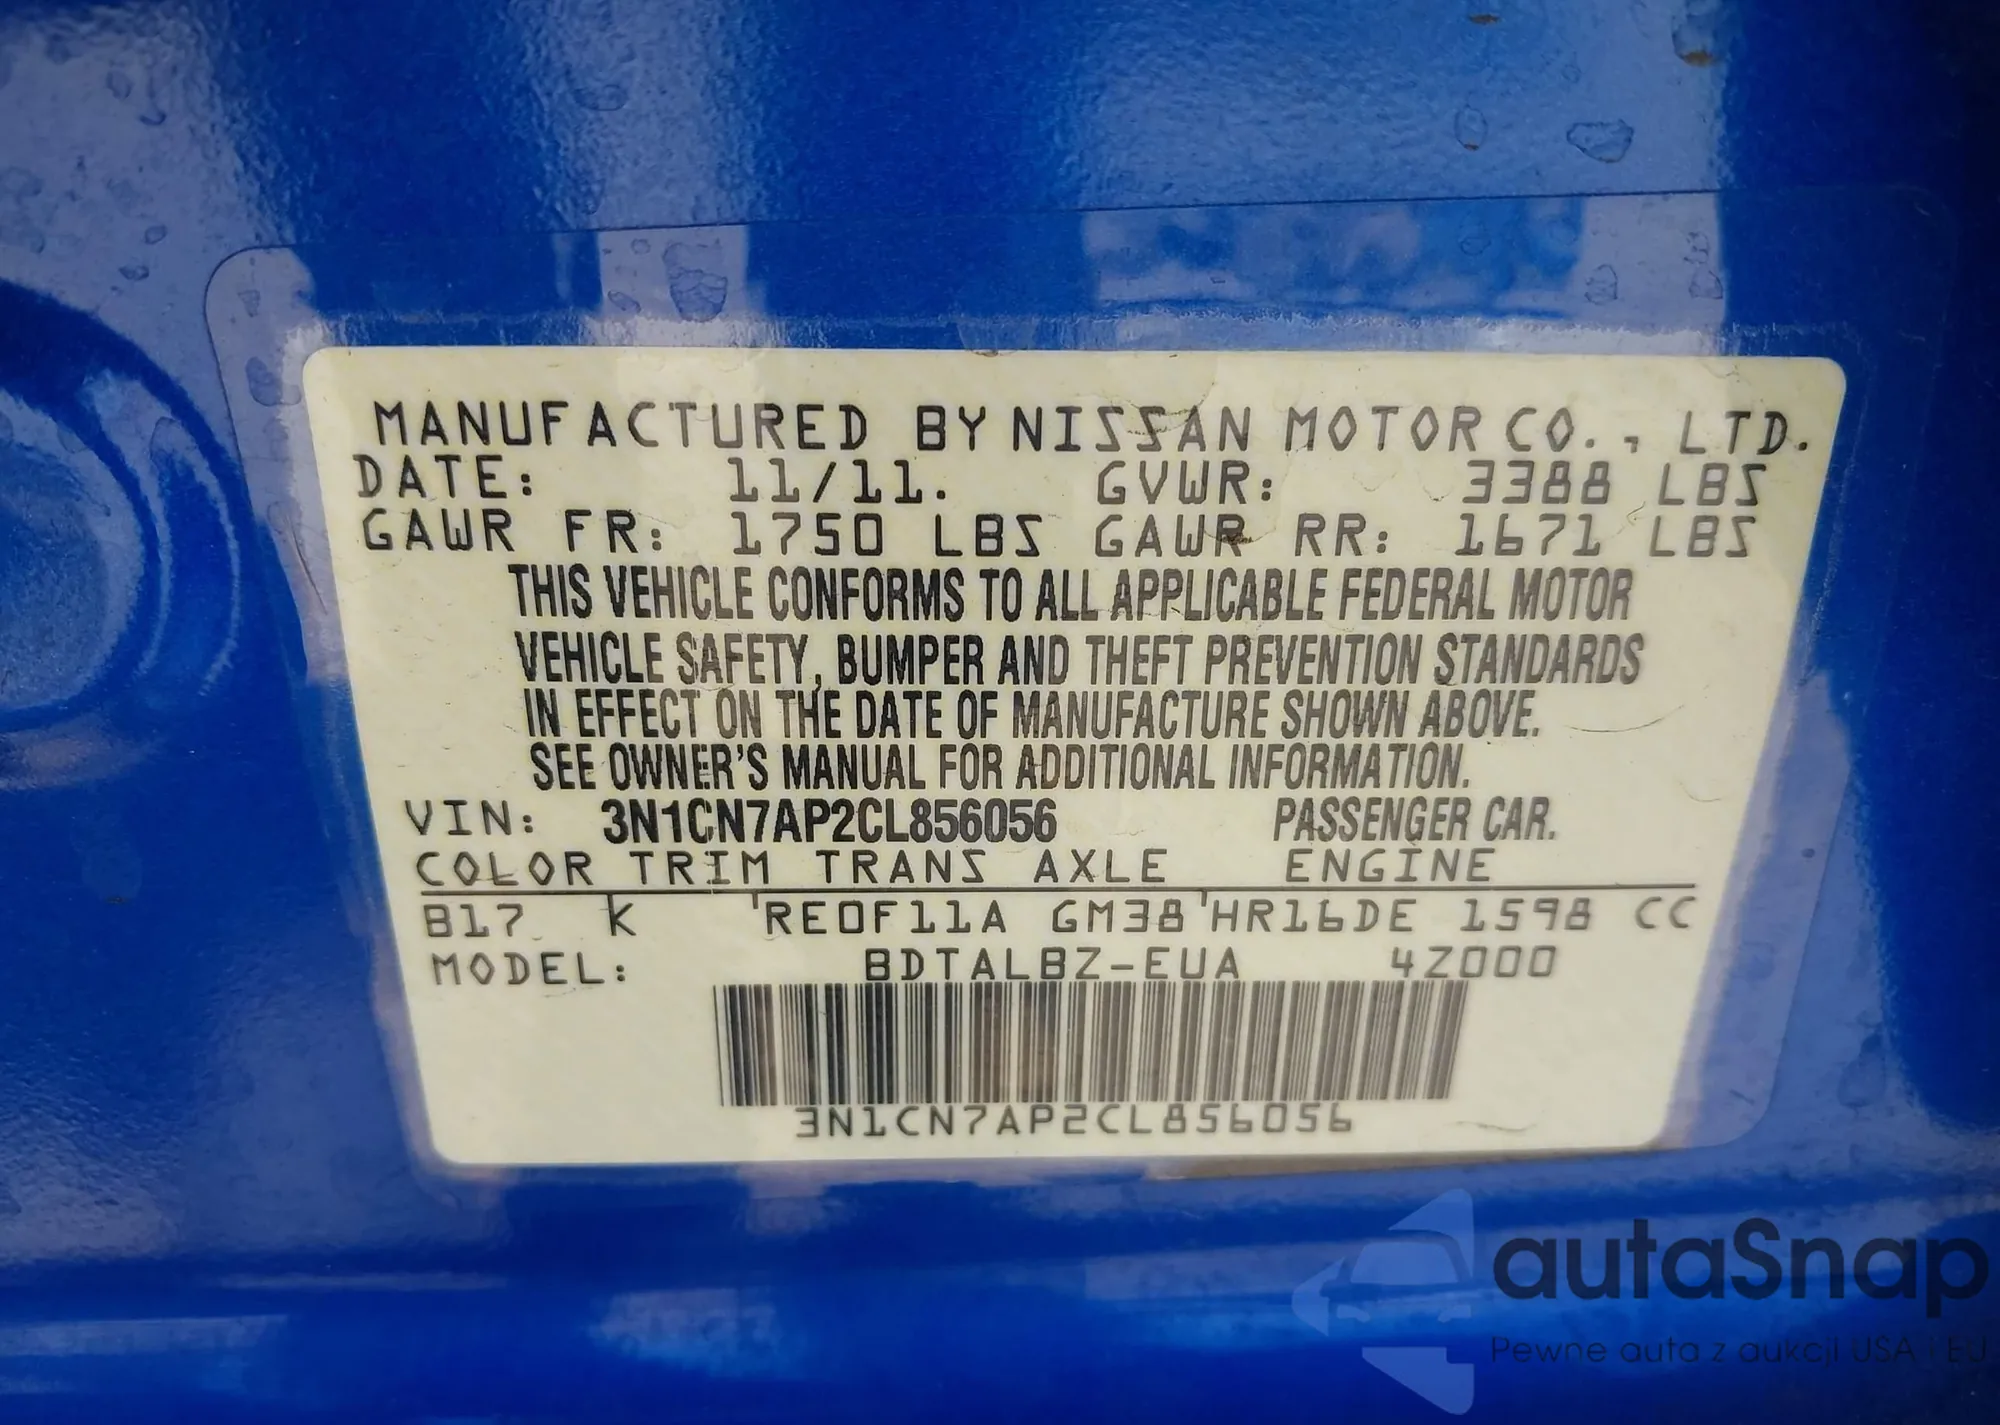 MANUFACTURED BY NISSAN MOTOR CO., LTD.
DATE: 11/11. GVWR: 3388 LBS
GAWR FR: 1750 LBS GAWR RR: 1671 LBS
THIS VEHICLE CONFORMS TO ALL APPLICABLE FEDERAL MOTOR
VEHICLE SAFETY, BUMPER AND THEFT PREVENTION STANDARDS
IN EFFECT ON THE DATE OF MANUFACTURE SHOWN ABOVE.
SEE OWNER'S MANUAL FOR ADDITIONAL INFORMATION.
VIN: 3N1CN7AP2CL856056 PASSENGER CAR.
COLOR TRIM TRANS AXLE ENGINE
B17 K RE0F11A GM38 HR16DE 1598 CC
MODEL: BDTALBZ-EUA 4Z000
3N1CN7AP2CL856056
autaSnap
Pewne auta z aukcji USA i EU